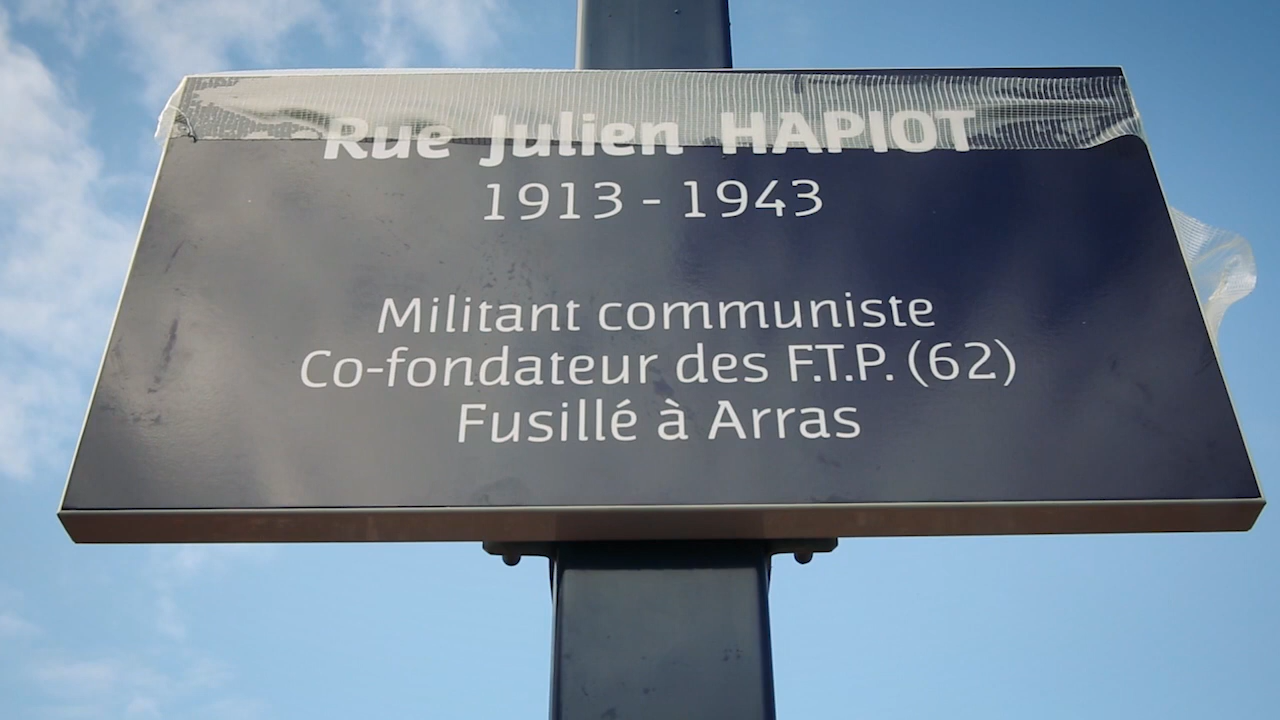 Rue Julien HAPIOT
1913 - 1943
Militant communiste
Co-fondateur des F.T.P. (62)
Fusillé à Arras